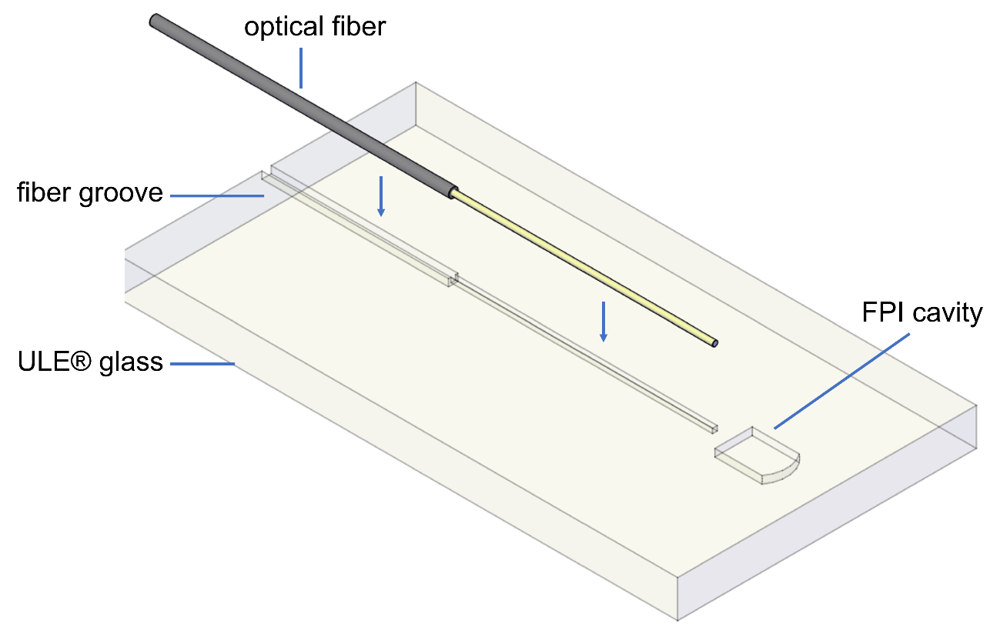 optical fiber
fiber groove
FPI cavity
ULE® glass